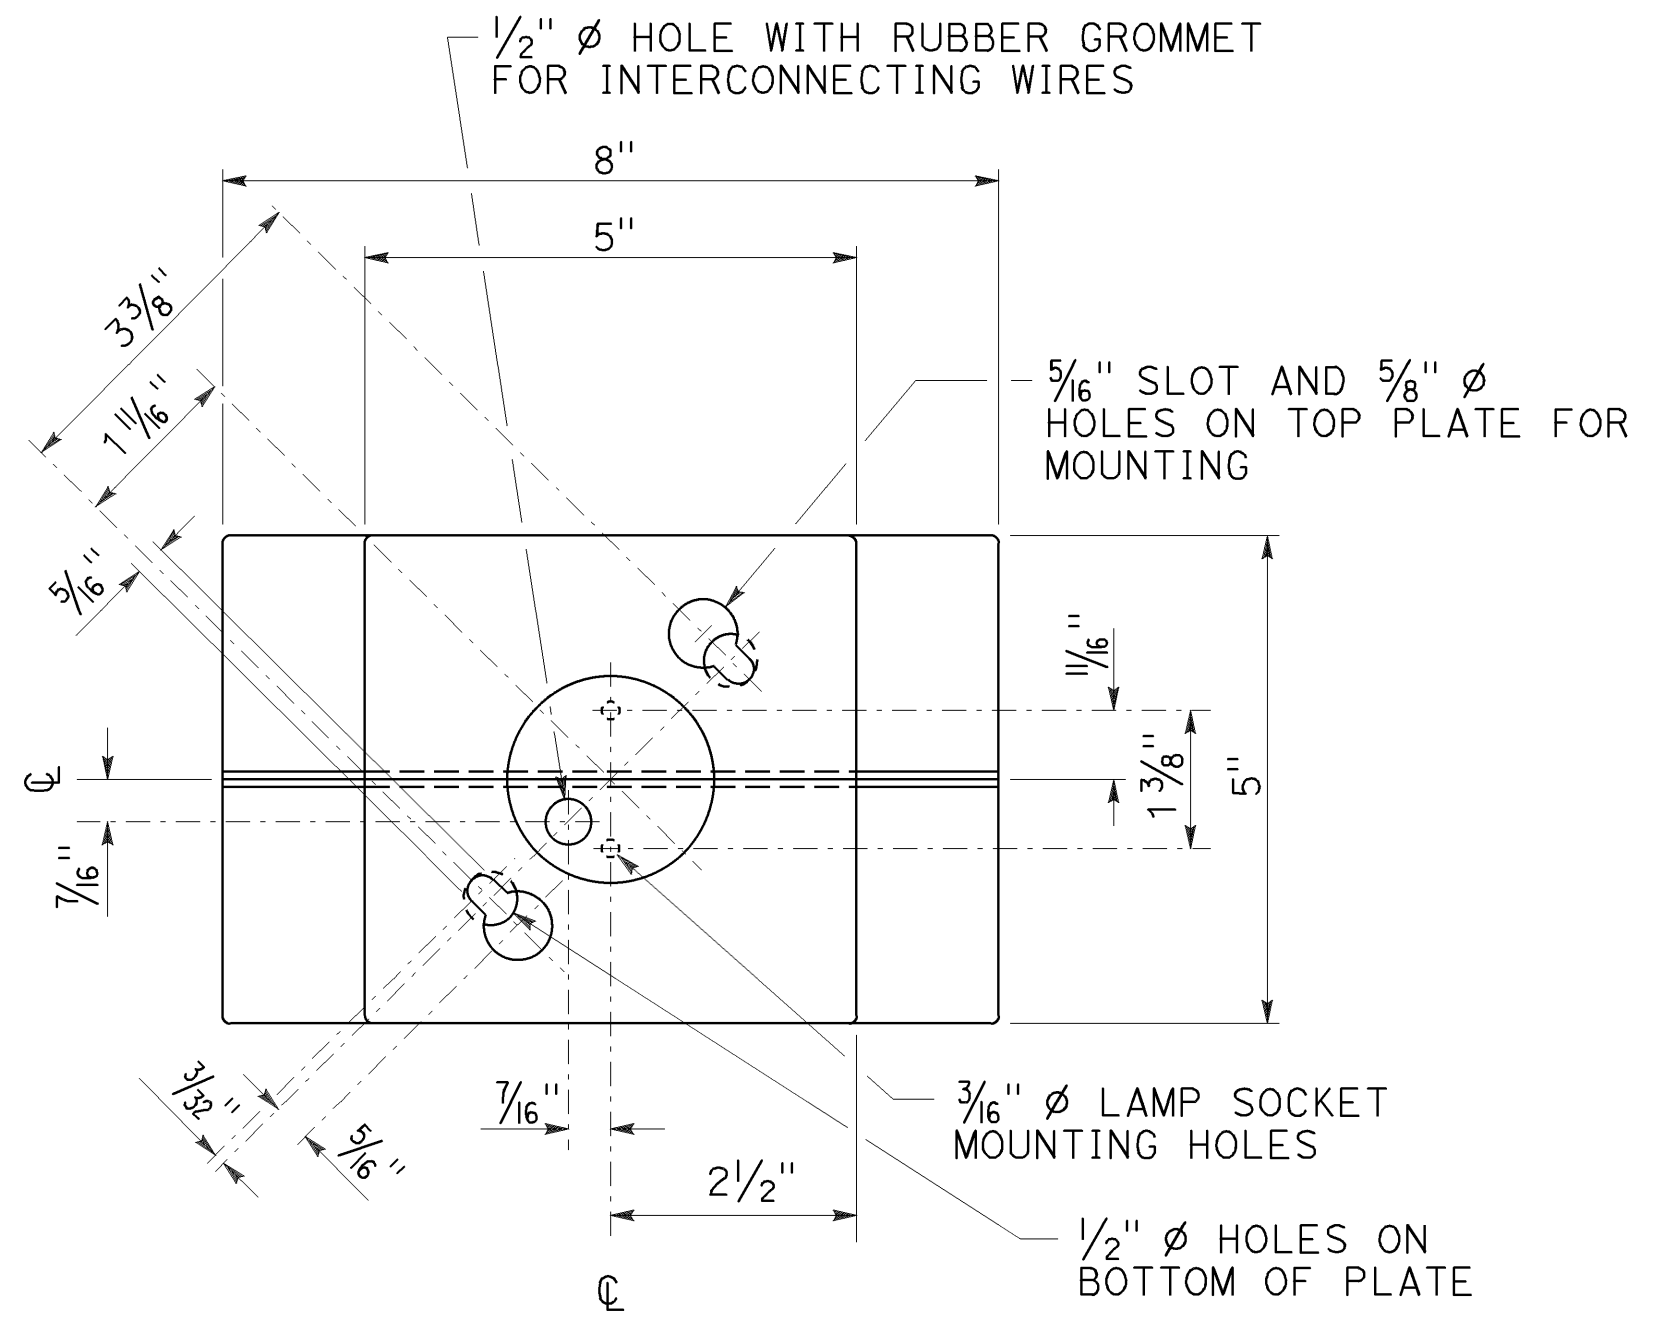 1/2" Ø HOLE WITH RUBBER GROMMET
FOR INTERCONNECTING WIRES
8"
5"
3 3/8"
1 11/16"
5/16" SLOT AND 5/8" Ø
HOLES ON TOP PLATE FOR
MOUNTING
5/16"
11/16"
1 3/8"
5"
℄
7/16"
3/32"
5/16"
7/16"
3/16" Ø LAMP SOCKET
MOUNTING HOLES
2 1/2"
1/2" Ø HOLES ON
BOTTOM OF PLATE
℄